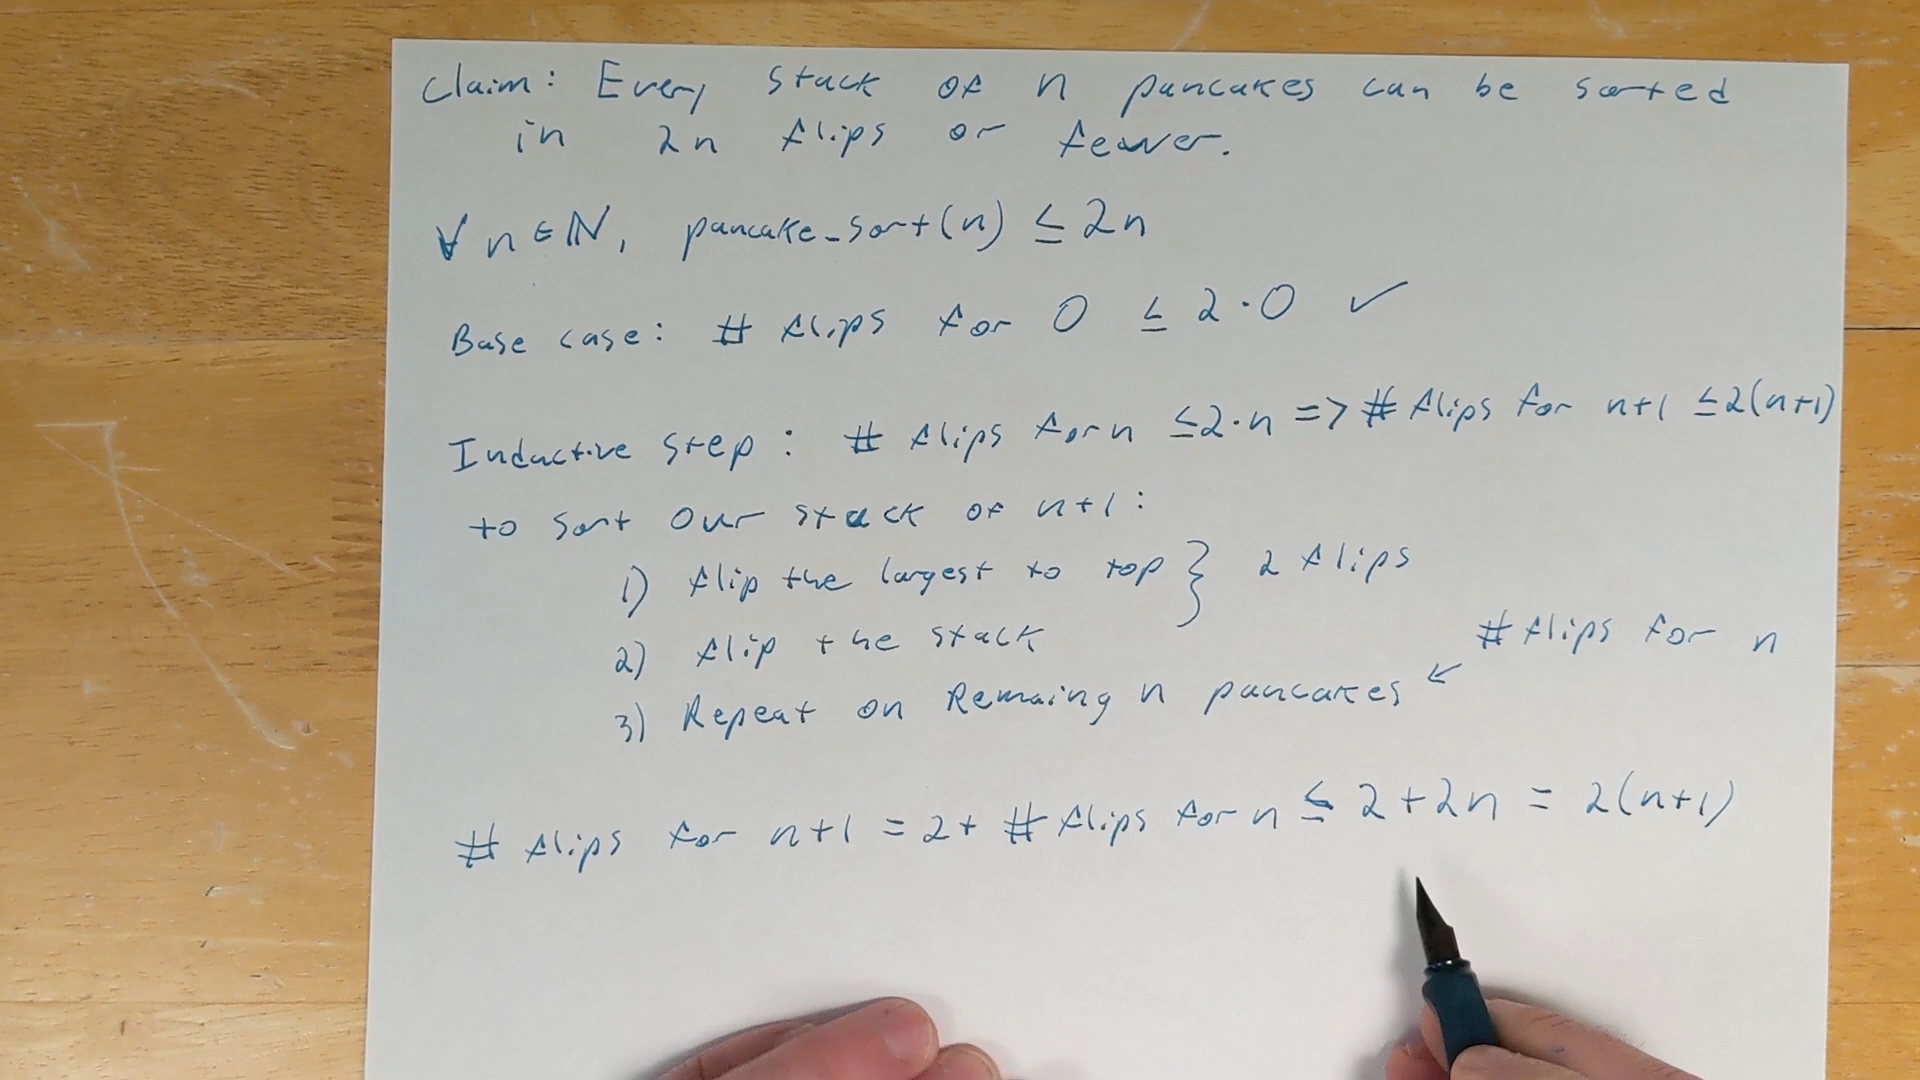 Claim: Every stack of n pancakes can be sorted
in 2n flips or fewer.
∀ n ∈ ℕ, pancake_sort(n) ≤ 2n
Base case: # flips for 0 ≤ 2·0 ✓
Inductive step: # flips for n ≤2·n => # flips for n+1 ≤2(n+1)
to sort our stack of n+1:
1) flip the largest to top } 2 flips
2) flip the stack
# flips for n
3) Repeat on Remaing n pancakes ←
# flips for n+1 = 2+ # flips for n ≤ 2+2n = 2(n+1)